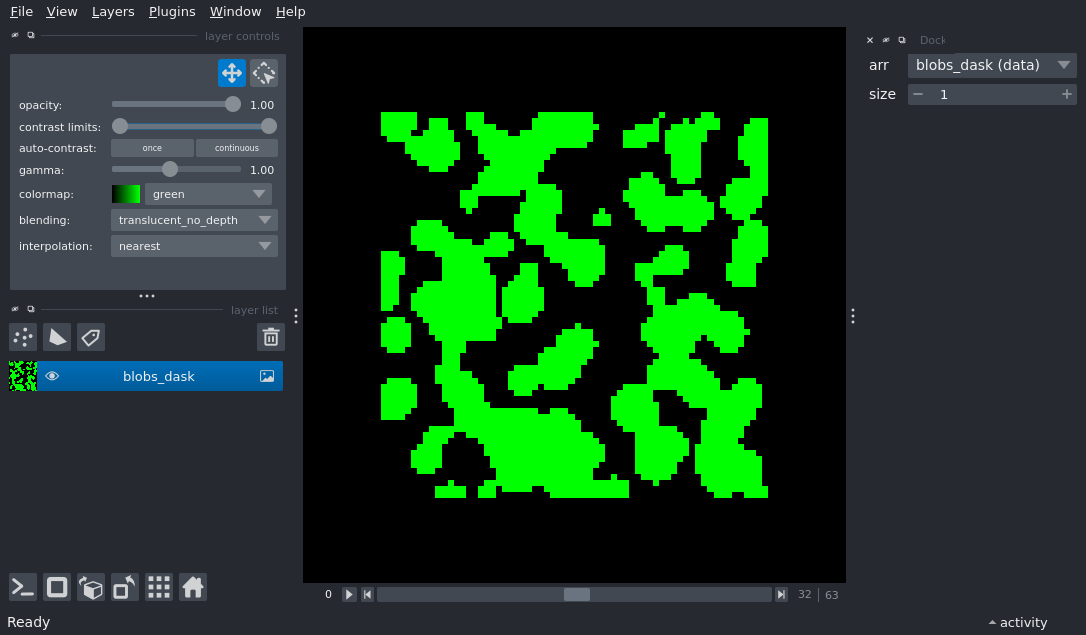 File View Layers Plugins Window Help
layer controls
opacity: 1.00
contrast limits:
auto-contrast: once continuous
gamma: 1.00
colormap: green
blending: translucent_no_depth
interpolation: nearest
layer list
blobs_dask
0 32 63
Ready
activity
Dock
arr blobs_dask (data)
size 1